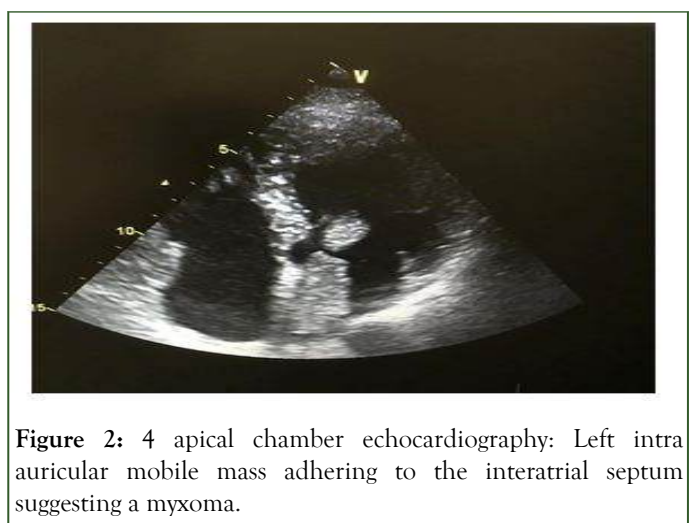 V
5
10
15
Figure 2: 4 apical chamber echocardiography: Left intra
auricular mobile mass adhering to the interatrial septum
suggesting a myxoma.